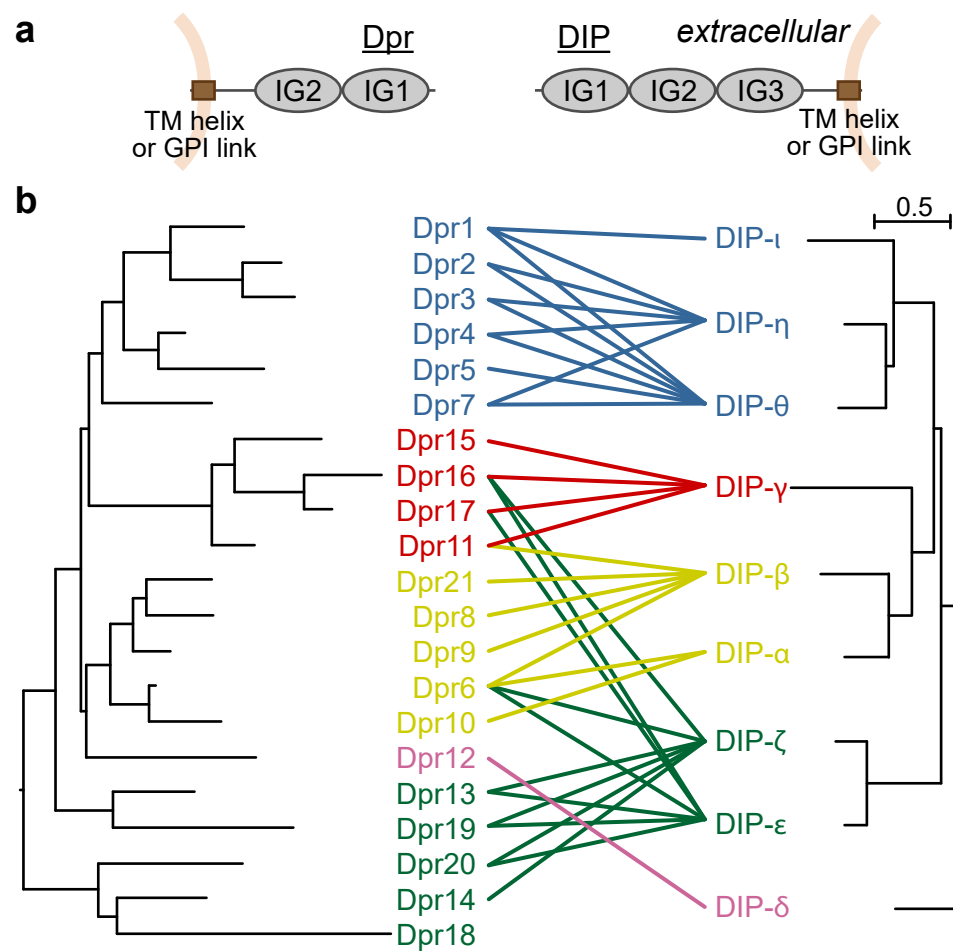 a
Dpr
DIP
extracellular
IG2
IG1
IG1
IG2
IG3
TM helix
or GPI link
TM helix
or GPI link
b
0.5
Dpr1
Dpr2
Dpr3
Dpr4
Dpr5
Dpr7
Dpr15
Dpr16
Dpr17
Dpr11
Dpr21
Dpr8
Dpr9
Dpr6
Dpr10
Dpr12
Dpr13
Dpr19
Dpr20
Dpr14
Dpr18
DIP-ι
DIP-η
DIP-θ
DIP-γ
DIP-β
DIP-α
DIP-ζ
DIP-ε
DIP-δ